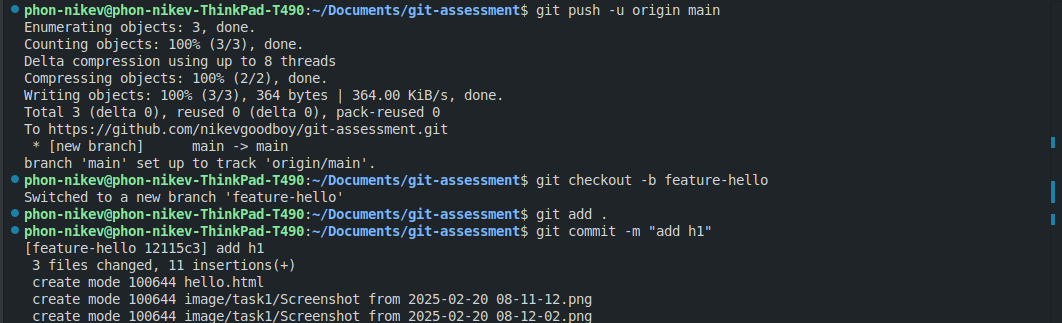 phon-nikev@phon-nikev-ThinkPad-T490:~/Documents/git-assessment$ git push -u origin main
Enumerating objects: 3, done.
Counting objects: 100% (3/3), done.
Delta compression using up to 8 threads
Compressing objects: 100% (2/2), done.
Writing objects: 100% (3/3), 364 bytes | 364.00 KiB/s, done.
Total 3 (delta 0), reused 0 (delta 0), pack-reused 0
To https://github.com/nikevgoodboy/git-assessment.git
 * [new branch]      main -> main
branch 'main' set up to track 'origin/main'.
phon-nikev@phon-nikev-ThinkPad-T490:~/Documents/git-assessment$ git checkout -b feature-hello
Switched to a new branch 'feature-hello'
phon-nikev@phon-nikev-ThinkPad-T490:~/Documents/git-assessment$ git add .
phon-nikev@phon-nikev-ThinkPad-T490:~/Documents/git-assessment$ git commit -m "add h1"
[feature-hello 12115c3] add h1
 3 files changed, 11 insertions(+)
 create mode 100644 hello.html
 create mode 100644 image/task1/Screenshot from 2025-02-20 08-11-12.png
 create mode 100644 image/task1/Screenshot from 2025-02-20 08-12-02.png